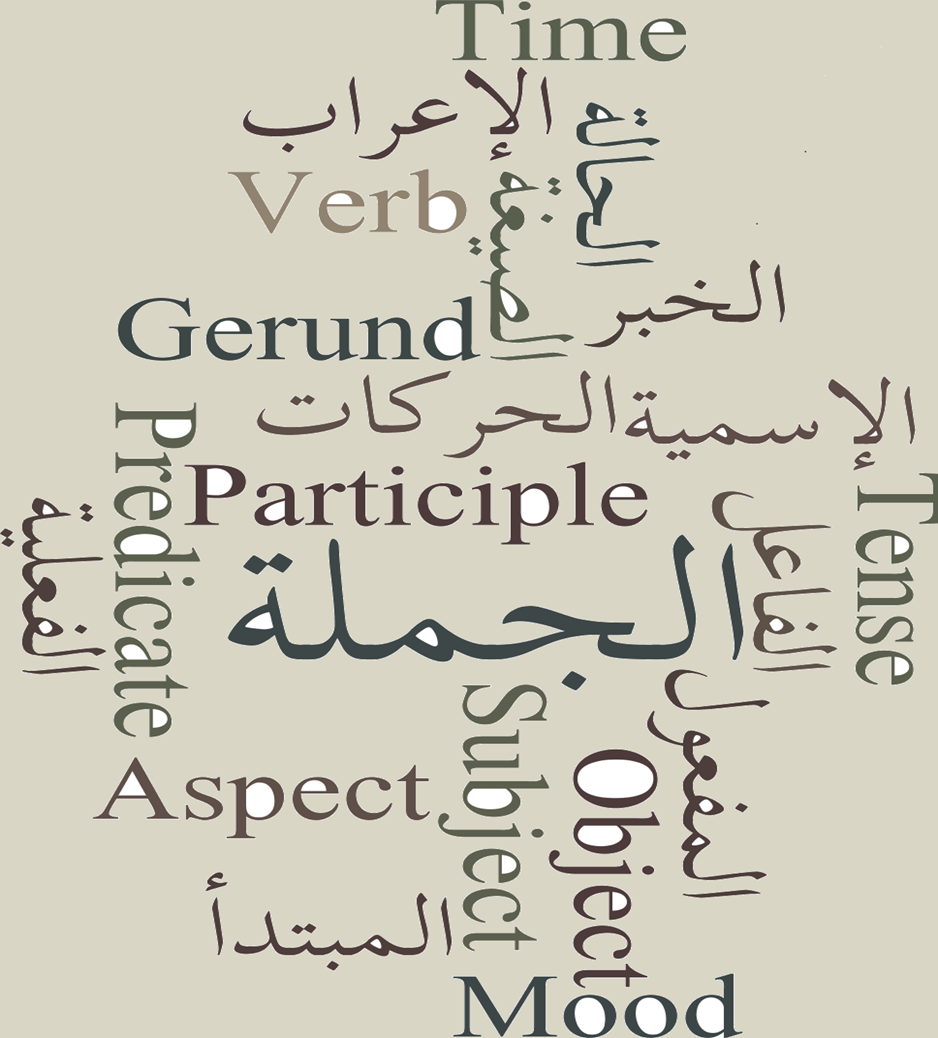 Time
الإعراب
الحالة
Verb
الصيغة
الخبر
Gerund
الحركات
الإسمية
Predicate
Participle
Tense
الفاعل
الفعلية
الجملة
المفعول
Subject
Object
Aspect
المبتدأ
Mood